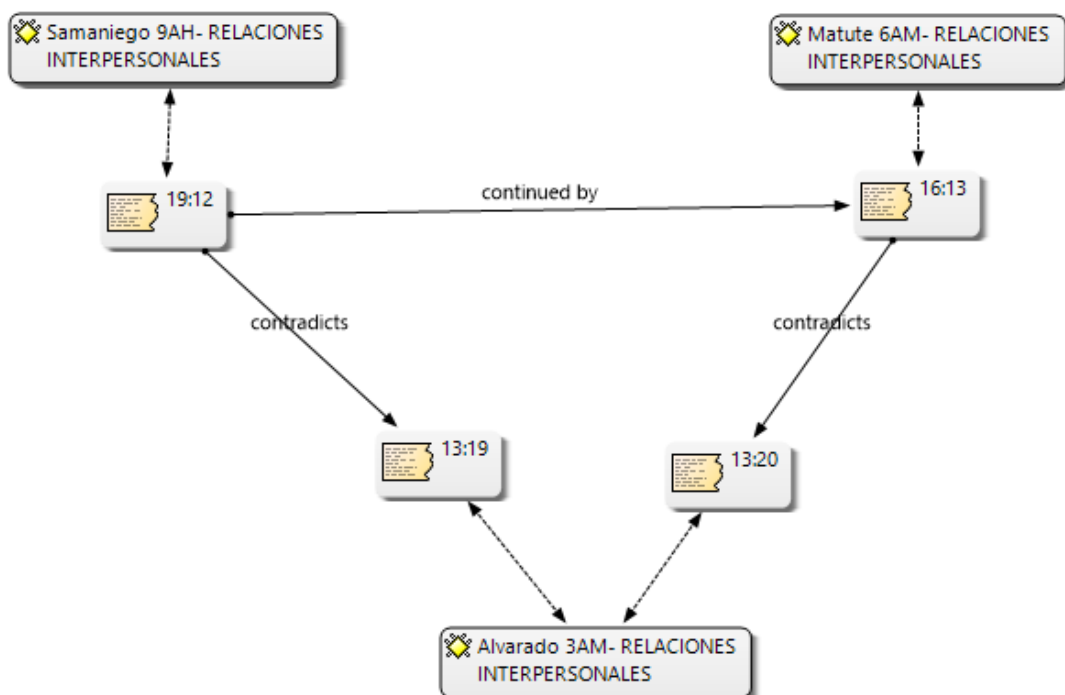 Samaniego 9AH- RELACIONES
INTERPERSONALES
Matute 6AM- RELACIONES
INTERPERSONALES
19:12
continued by
16:13
contradicts
contradicts
13:19
13:20
Alvarado 3AM- RELACIONES
INTERPERSONALES